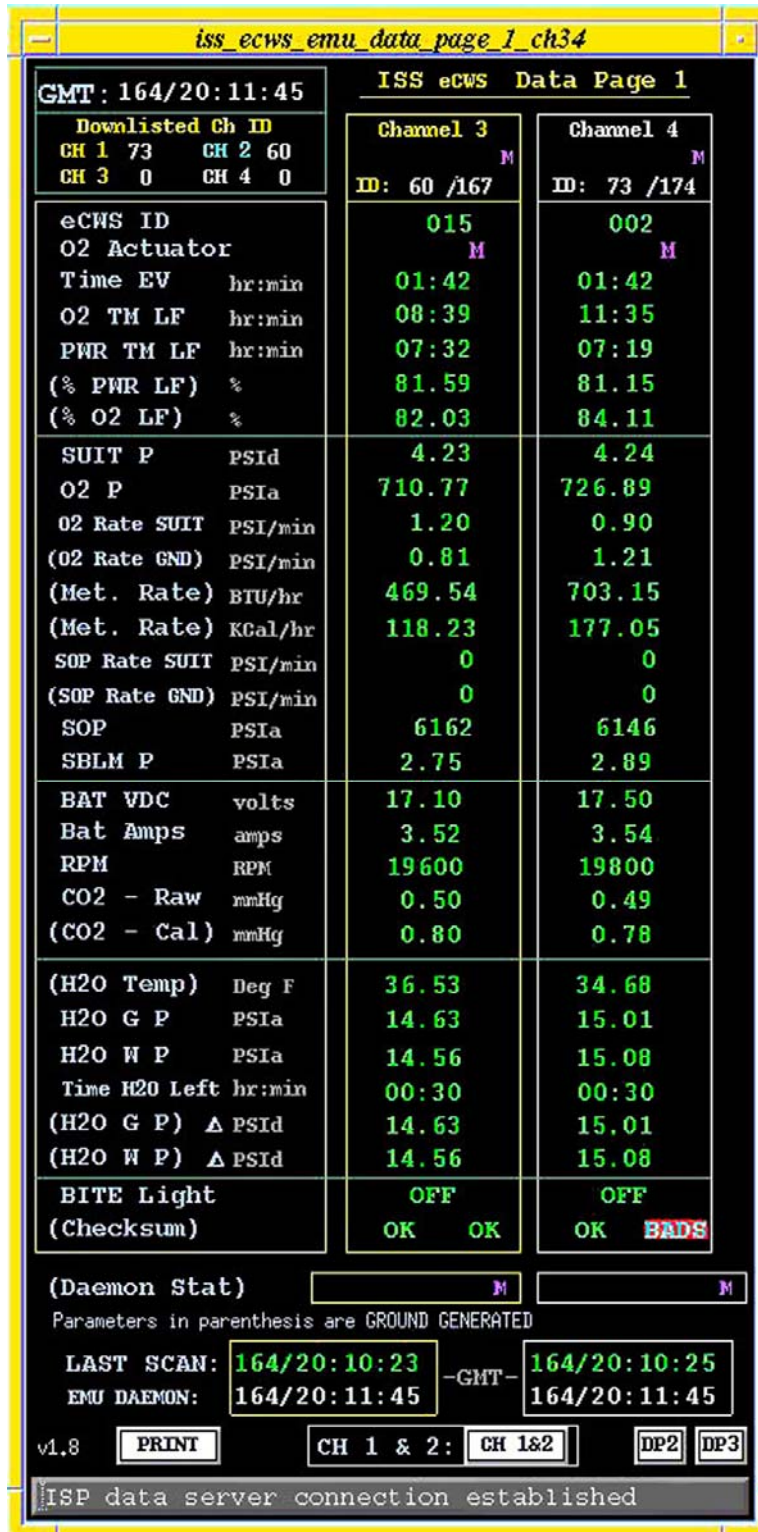 iss_ecws_emu_data_page_1_ch34
GMT: 164/20:11:45
ISS eCWS Data Page 1
Downlisted Ch ID
CH 1 73 CH 2 60
CH 3 0 CH 4 0
Channel 3 Channel 4
M M
ID: 60 /167 ID: 73 /174
eCWS ID 015 002
O2 Actuator M M
Time EV hr:min 01:42 01:42
O2 TM LF hr:min 08:39 11:35
PWR TM LF hr:min 07:32 07:19
(% PWR LF) % 81.59 81.15
(% O2 LF) % 82.03 84.11
SUIT P PSId 4.23 4.24
O2 P PSIa 710.77 726.89
O2 Rate SUIT PSI/min 1.20 0.90
(O2 Rate GND) PSI/min 0.81 1.21
(Met. Rate) BTU/hr 469.54 703.15
(Met. Rate) KCal/hr 118.23 177.05
SOP Rate SUIT PSI/min 0 0
(SOP Rate GND) PSI/min 0 0
SOP PSIa 6162 6146
SBLM P PSIa 2.75 2.89
BAT VDC volts 17.10 17.50
Bat Amps amps 3.52 3.54
RPM RPM 19600 19800
CO2 - Raw mmHg 0.50 0.49
(CO2 - Cal) mmHg 0.80 0.78
(H2O Temp) Deg F 36.53 34.68
H2O G P PSIa 14.63 15.01
H2O W P PSIa 14.56 15.08
Time H2O Left hr:min 00:30 00:30
(H2O G P) Δ PSId 14.63 15.01
(H2O W P) Δ PSId 14.56 15.08
BITE Light OFF OFF
(Checksum) OK OK OK BADS
(Daemon Stat) M M
Parameters in parenthesis are GROUND GENERATED
LAST SCAN: 164/20:10:23 -GMT- 164/20:10:25
EMU DAEMON: 164/20:11:45 164/20:11:45
v1.8 PRINT CH 1 & 2: CH 1&2 DP2 DP3
ISP data server connection established